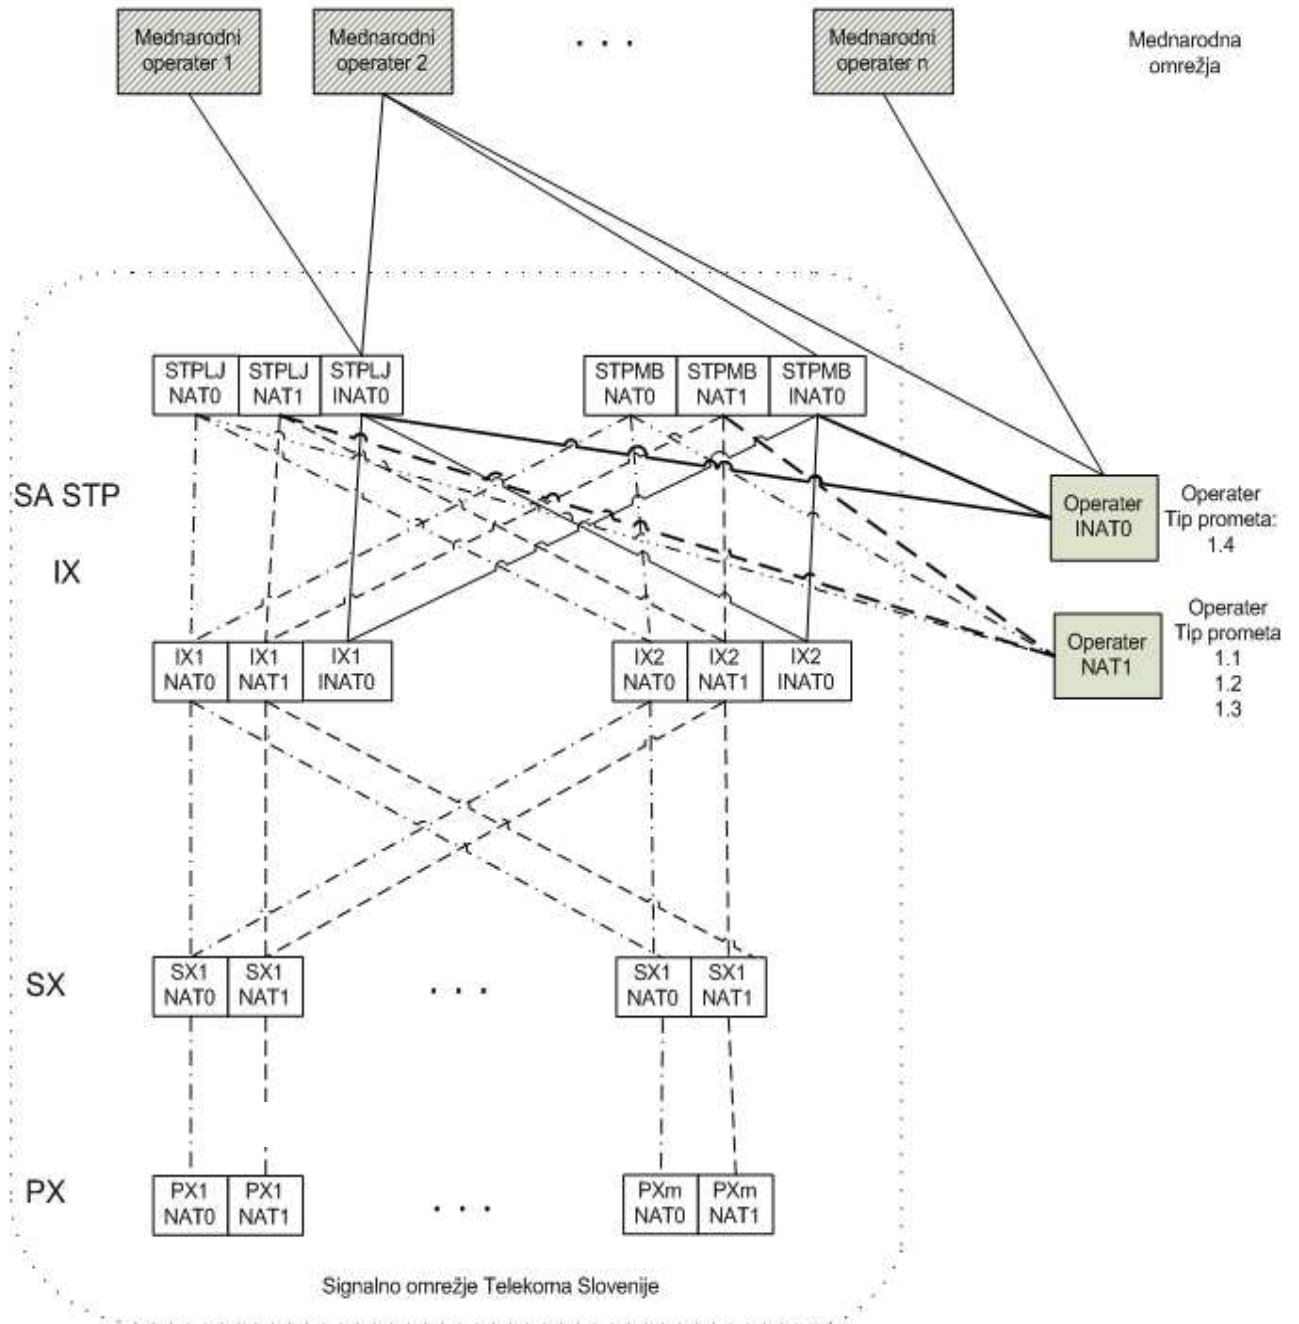 Mednarodni
operater 1
Mednarodni
operater 2
. . .
Mednarodni
operater n
Mednarodna
omrežja
STPLJ
NAT0
STPLJ
NAT1
STPLJ
INAT0
STPMB
NAT0
STPMB
NAT1
STPMB
INAT0
SA STP
IX
Operater
INAT0
Operater
Tip prometa:
1.4
Operater
NAT1
Operater
Tip prometa
1.1
1.2
1.3
IX1
NAT0
IX1
NAT1
IX1
INAT0
IX2
NAT0
IX2
NAT1
IX2
INAT0
SX
SX1
NAT0
SX1
NAT1
. . .
SX1
NAT0
SX1
NAT1
PX
PX1
NAT0
PX1
NAT1
. . .
PXm
NAT0
PXm
NAT1
Signalno omrežje Telekoma Slovenije